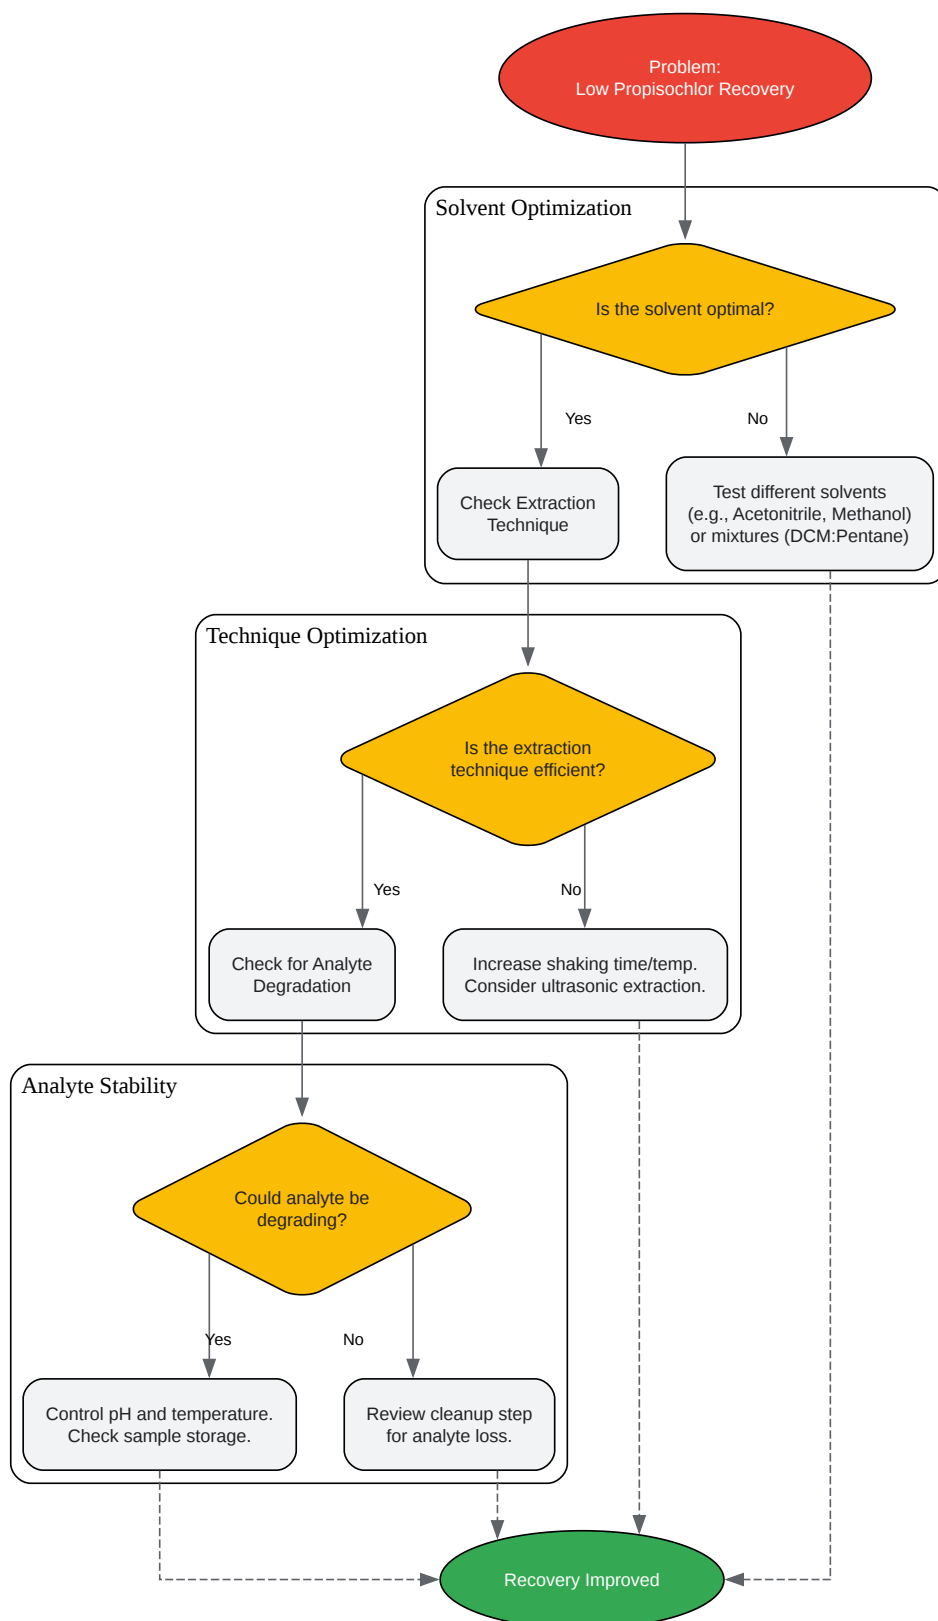 Problem:
Low Propisochlor Recovery
Solvent Optimization
Is the solvent optimal?
Yes
No
Check Extraction
Technique
Test different solvents
(e.g., Acetonitrile, Methanol)
or mixtures (DCM:Pentane)
Technique Optimization
Is the extraction
technique efficient?
Yes
No
Check for Analyte
Degradation
Increase shaking time/temp.
Consider ultrasonic extraction.
Analyte Stability
Could analyte be
degrading?
Yes
No
Control pH and temperature.
Check sample storage.
Review cleanup step
for analyte loss.
Recovery Improved